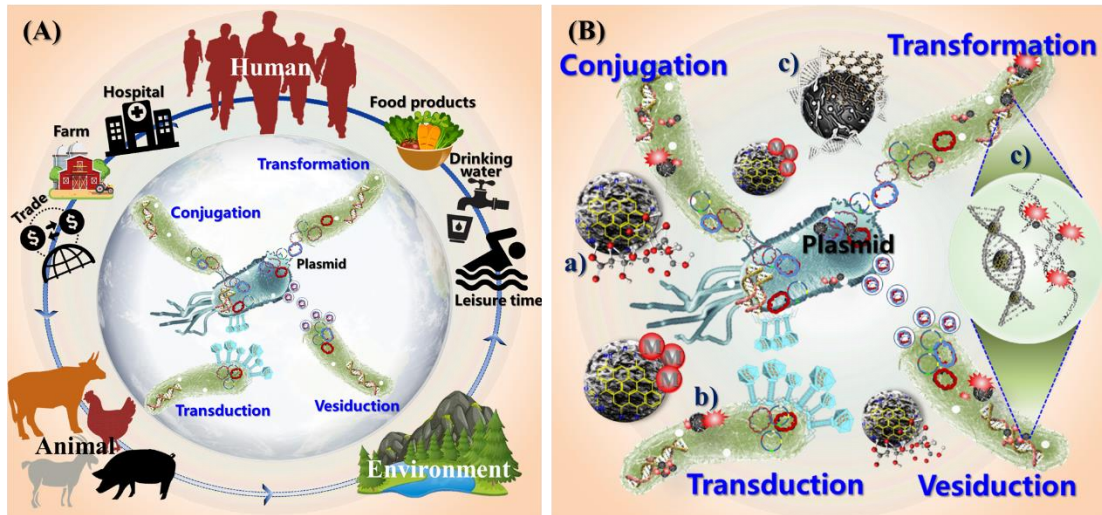 (A)
Human
Hospital
Food products
Farm
Drinking
water
Trade
$
$
Transformation
Conjugation
Plasmid
Leisure time
Transduction
Vesiduction
Animal
Environment
(B)
Conjugation
c)
Transformation
M
M
M
c)
a)
Plasmid
M
M
M
b)
Transduction
Vesiduction